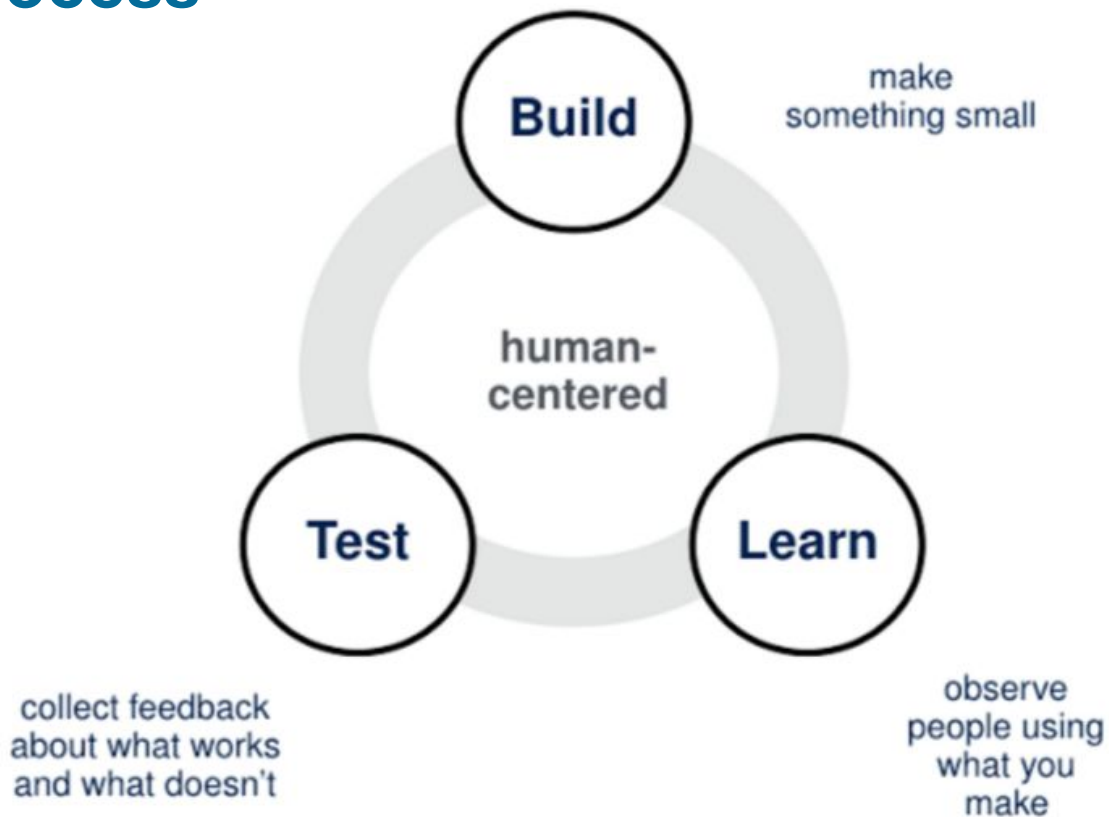 Build
make
something small
human-
centered
Test
Learn
collect feedback
about what works
and what doesn't
observe
people using
what you
make